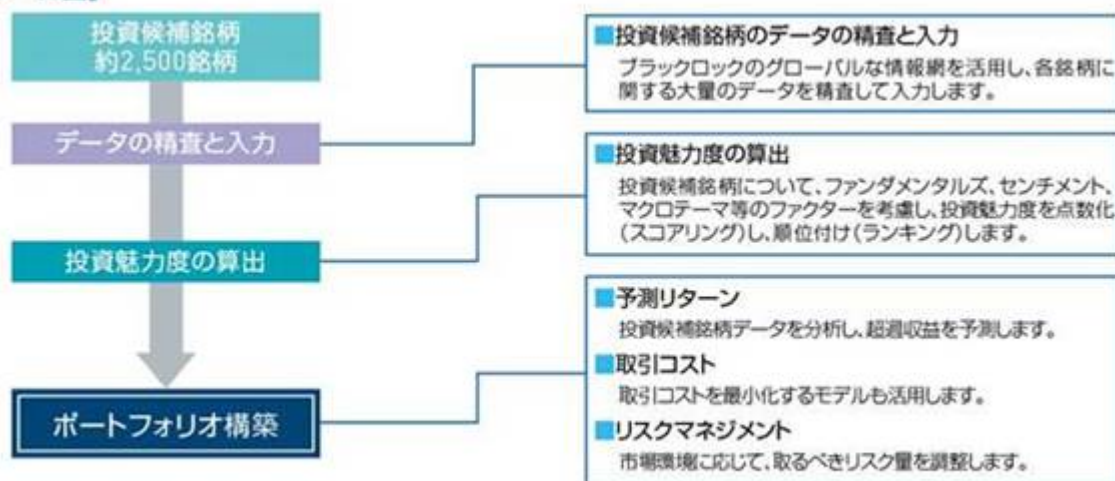 投資候補銘柄
約2,500銘柄
データの精査と入力
投資魅力度の算出
ポートフォリオ構築
■投資候補銘柄のデータの精査と入力
ブラックロックのグローバルな情報網を活用し、各銘柄に
関する大量のデータを精査して入力します。
■投資魅力度の算出
投資候補銘柄について、ファンダメンタルズ、センチメント、
マクロテーマ等のファクターを考慮し、投資魅力度を点数化
(スコアリング)し、順位付け(ランキング)します。
■予測リターン
投資候補銘柄データを分析し、超過収益を予測します。
■取引コスト
取引コストを最小化するモデルも活用します。
■リスクマネジメント
市場環境に応じて、取るべきリスク量を調整します。